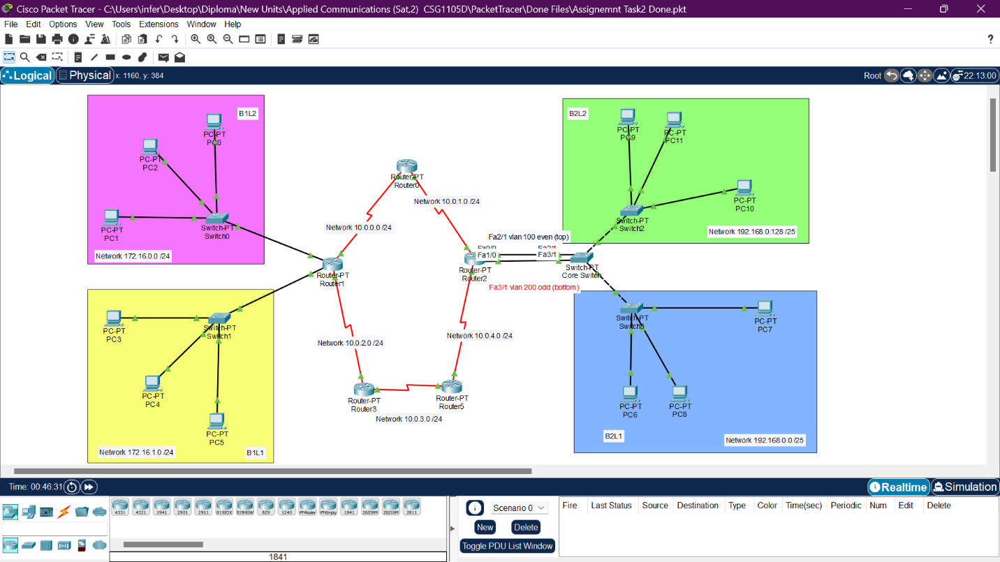 Cisco Packet Tracer - C:\Users\infer\Desktop\Diploma\New Units\Applied Communications (Sat,2)  CSG1105D\PacketTracer\Done Files\Assignemnt Task2 Done.pkt
File Edit Options View Tools Extensions Window Help
?
Logical Physical x: 1160, y: 384 Root 22:13:00
B1L2
PC-PT
PC0
PC-PT
PC2
PC-PT
PC1
Switch-PT
Switch0
Network 172.16.0.0 /24
PC-PT
PC3
PC-PT
PC4
PC-PT
PC5
Switch-PT
Switch1
Network 172.16.1.0 /24
B1L1
Router-PT
Router0
Network 10.0.1.0 /24
Network 10.0.0.0 /24
Router-PT
Router1
Router-PT
Router2
Fa2/1 vlan 100 even (top)
Fa0/0
Fa2/1
Fa1/0
Fa3/1
Switch-PT
Core Switch
Fa3/1 vlan 200 odd (bottom)
Network 10.0.2.0 /24
Network 10.0.4.0 /24
Router-PT
Router3
Router-PT
Router5
Network 10.0.3.0 /24
B2L2
PC-PT
PC9
PC-PT
PC11
PC-PT
PC10
Switch-PT
Switch2
Network 192.168.0.128 /25
Switch-PT
Switch3
PC-PT
PC7
PC-PT
PC6
PC-PT
PC8
B2L1
Network 192.168.0.0 /25
Time: 00:46:31
Realtime Simulation
4331 4321 1941 2901 2911 819IOX 819HGW 829 1240 PT-Router PT-Empty 1841 2620XM 2621XM 2811
1841
Scenario 0
New Delete
Toggle PDU List Window
Fire Last Status Source Destination Type Color Time(sec) Periodic Num Edit Delete